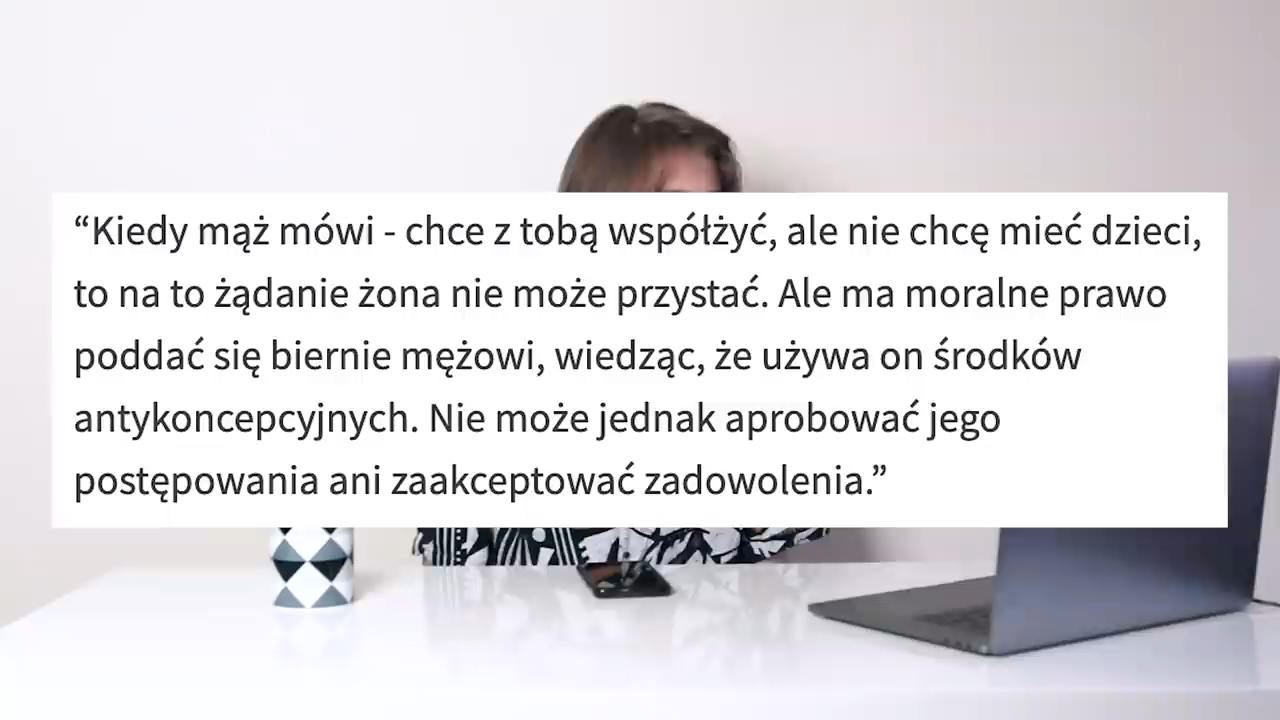 “Kiedy mąż mówi - chce z tobą współżyć, ale nie chcę mieć dzieci,
to na to żądanie żona nie może przystać. Ale ma moralne prawo
poddać się biernie mężowi, wiedząc, że używa on środków
antykoncepcyjnych. Nie może jednak aprobować jego
postępowania ani zaakceptować zadowolenia.”